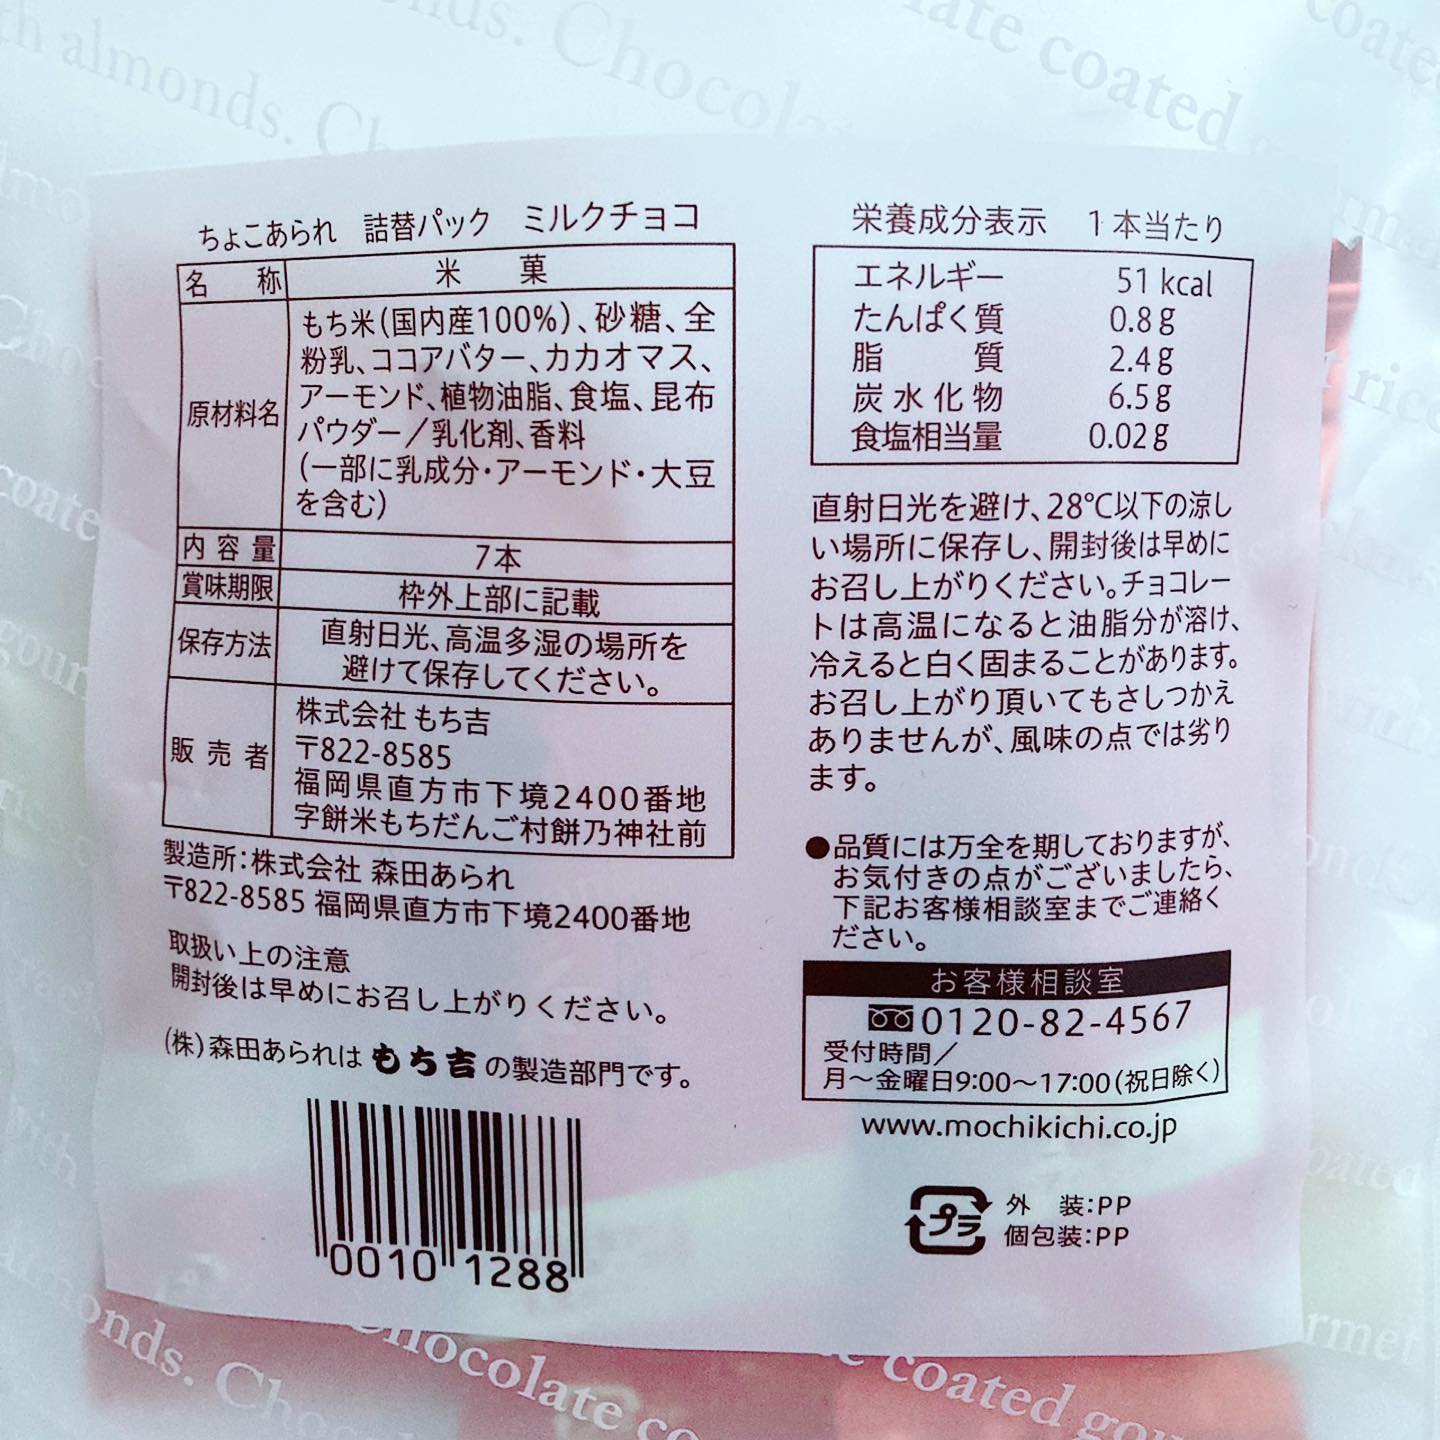 th almonds. Ch
Chocola
ate coated g
ちょこあられ 詰替パック ミルクチョコ
名 称 米 菓
原材料名
もち米(国内産100%)、砂糖、全
粉乳、ココアバター、カカオマス、
アーモンド、植物油脂、食塩、昆布
パウダー/乳化剤、香料
(一部に乳成分・アーモンド・大豆
を含む)
内容量 7本
賞味期限 枠外上部に記載
保存方法 直射日光、高温多湿の場所を
避けて保存してください。
販売者
株式会社 もち吉
〒822-8585
福岡県直方市下境2400番地
字餅米もちだんご村餅乃神社前
製造所:株式会社 森田あられ
〒822-8585 福岡県直方市下境2400番地
取扱い上の注意
開封後は早めにお召し上がりください。
(株)森田あられは もち吉 の製造部門です。
0010 1288
栄養成分表示 1本当たり
エネルギー 51 kcal
たんぱく質 0.8g
脂 質 2.4g
炭水化物 6.5g
食塩相当量 0.02g
直射日光を避け、28℃以下の涼し
い場所に保存し、開封後は早めに
お召し上がりください。チョコレー
トは高温になると油脂分が溶け、
冷えると白く固まることがあります。
お召し上がり頂いてもさしつかえ
ありませんが、風味の点では劣り
ます。
●品質には万全を期しておりますが、
お気付きの点がございましたら、
下記お客様相談室までご連絡く
ださい。
お客様相談室
0120-82-4567
受付時間/
月~金曜日9:00~17:00(祝日除く)
www.mochikichi.co.jp
プラ
外 装:PP
個包装:PP
almonds. Chocolate co
coated gou